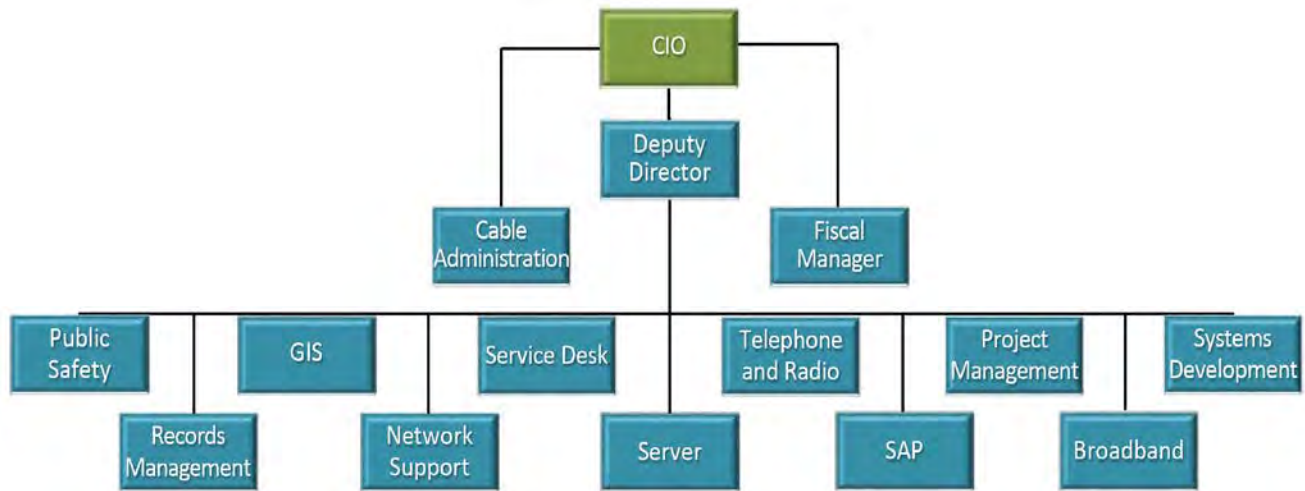 CIO
Deputy
Director
Cable
Administration
Fiscal
Manager
Public
Safety
GIS
Service Desk
Telephone
and Radio
Project
Management
Systems
Development
Records
Management
Network
Support
Server
SAP
Broadband